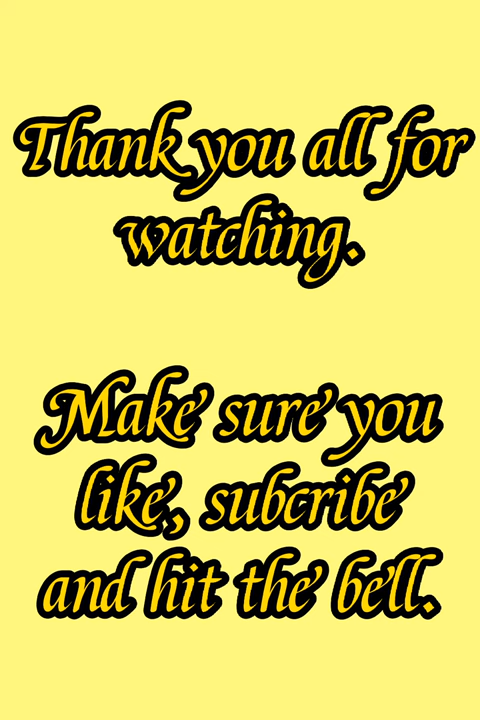 Thank you all for
watching.
Make sure you
like, subcribe
and hit the bell.